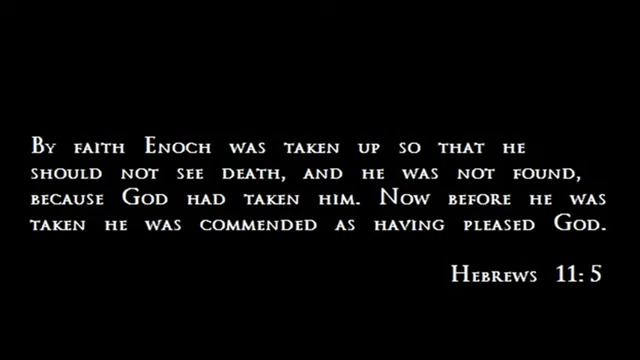 By faith Enoch was taken up so that he
should not see death, and he was not found,
because God had taken him. Now before he was
taken he was commended as having pleased God.
Hebrews 11:5